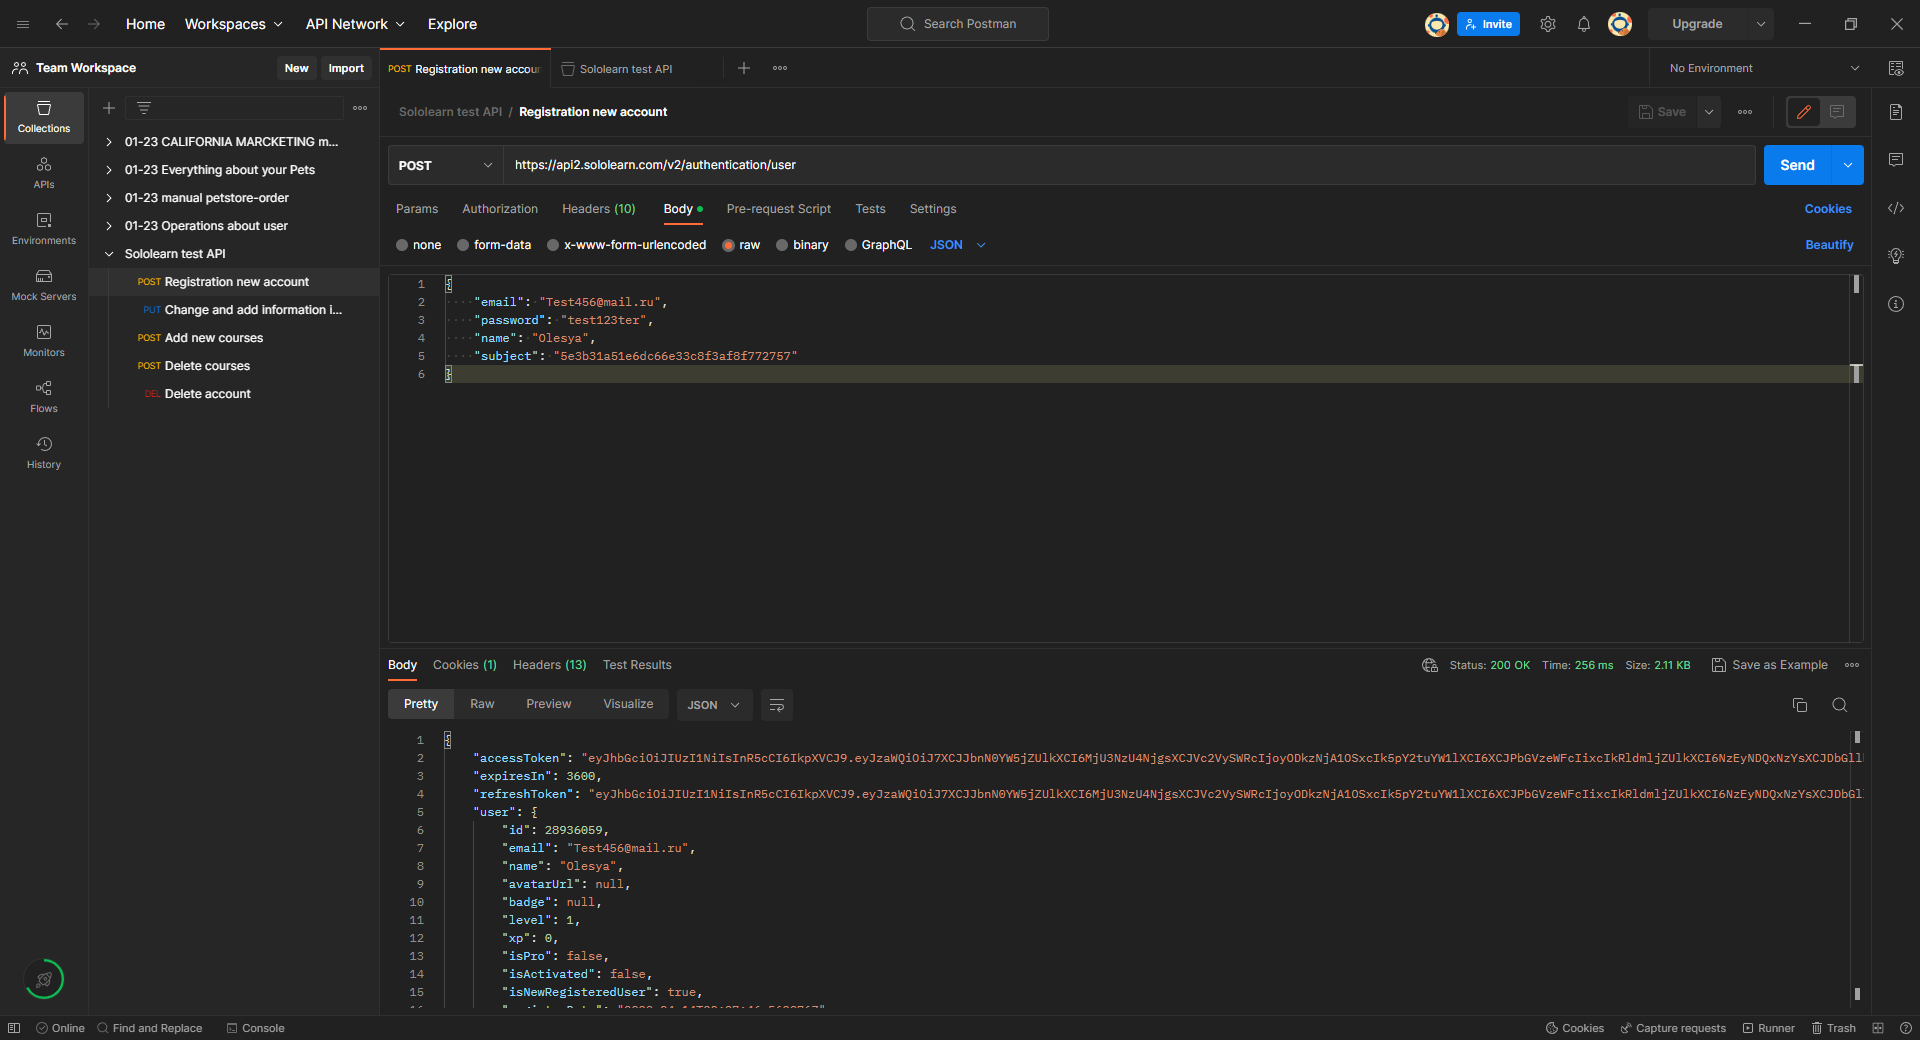 Home Workspaces API Network Explore Search Postman Invite Upgrade
Team Workspace New Import POST Registration new accou Sololearn test API No Environment
Collections
APIs
Environments
Mock Servers
Monitors
Flows
History
01-23 CALIFORNIA MARCKETING m...
01-23 Everything about your Pets
01-23 manual petstore-order
01-23 Operations about user
Sololearn test API
POST Registration new account
PUT Change and add information i...
POST Add new courses
POST Delete courses
DEL Delete account
Sololearn test API / Registration new account Save
POST https://api2.sololearn.com/v2/authentication/user Send
Params Authorization Headers (10) Body Pre-request Script Tests Settings Cookies
none form-data x-www-form-urlencoded raw binary GraphQL JSON Beautify
1 {
2 "email": "Test456@mail.ru",
3 "password": "test123ter",
4 "name": "Olesya",
5 "subject": "5e3b31a51e6dc66e33c8f3af8f772757"
6 }
Body Cookies (1) Headers (13) Test Results Status: 200 OK Time: 256 ms Size: 2.11 KB Save as Example
Pretty Raw Preview Visualize JSON
1 {
2 "accessToken": "eyJhbGciOiJIUzI1NiIsInR5cCI6IkpXVCJ9.eyJzaWQiOiJ7XCJJbnN0YW5jZUlkXCI6MjU3NzU4NjgsXCJVc2VySWRcIjoyODkzNjA1OSxcIk5pY2tuYW1lXCI6XCJPbGVzeWFcIixcIkRldmljZUlkXCI6NzEyNDQxNzYsXCJDbGll
3 "expiresIn": 3600,
4 "refreshToken": "eyJhbGciOiJIUzI1NiIsInR5cCI6IkpXVCJ9.eyJzaWQiOiJ7XCJJbnN0YW5jZUlkXCI6MjU3NzU4NjgsXCJVc2VySWRcIjoyODkzNjA1OSxcIk5pY2tuYW1lXCI6XCJPbGVzeWFcIixcIkRldmljZUlkXCI6NzEyNDQxNzYsXCJDbGl
5 "user": {
6 "id": 28936059,
7 "email": "Test456@mail.ru",
8 "name": "Olesya",
9 "avatarUrl": null,
10 "badge": null,
11 "level": 1,
12 "xp": 0,
13 "isPro": false,
14 "isActivated": false,
15 "isNewRegisteredUser": true,
Online Find and Replace Console Cookies Capture requests Runner Trash